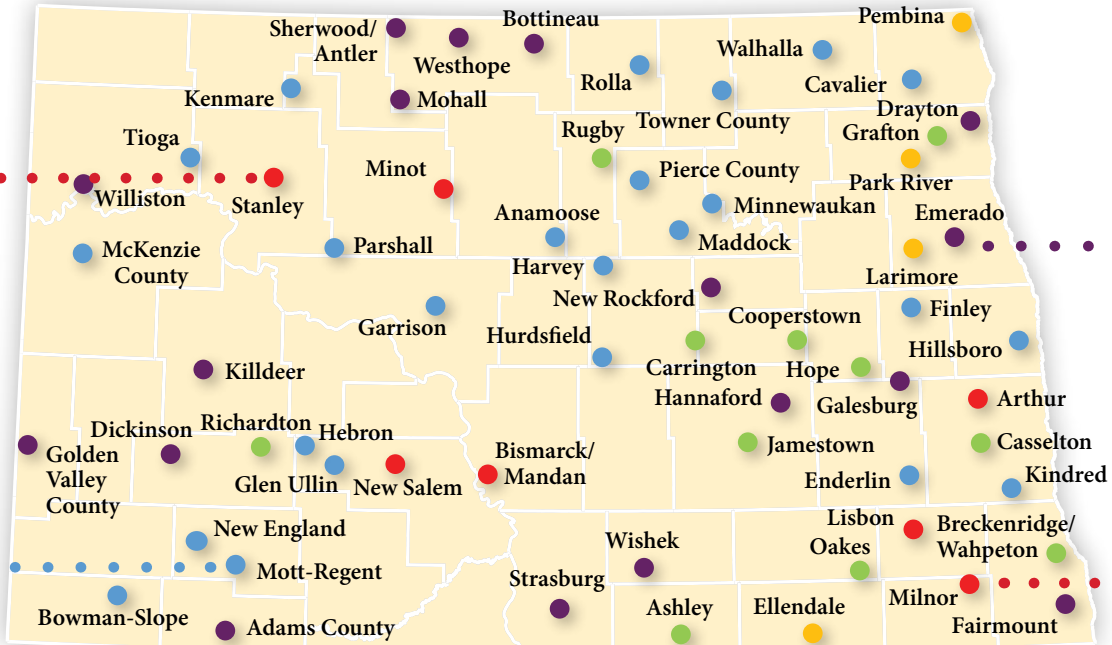 Sherwood/
Antler
Westhope
Bottineau
Pembina
Walhalla
Rolla
Cavalier
Kenmare
Mohall
Towner County
Drayton
Grafton
Tioga
Rugby
Minot
Pierce County
Park River
Williston
Stanley
Minnewaukan
Anamoose
Emerado
Maddock
McKenzie
County
Parshall
Harvey
Larimore
New Rockford
Garrison
Cooperstown
Finley
Hurdsfield
Hillsboro
Killdeer
Carrington
Hope
Hannaford
Galesburg
Arthur
Dickinson
Richardton
Hebron
Jamestown
Casselton
Golden
Valley
County
Glen Ullin
New Salem
Bismarck/
Mandan
Enderlin
Kindred
New England
Lisbon
Breckenridge/
Wahpeton
Wishek
Oakes
Mott-Regent
Strasburg
Milnor
Bowman-Slope
Adams County
Ashley
Ellendale
Fairmount